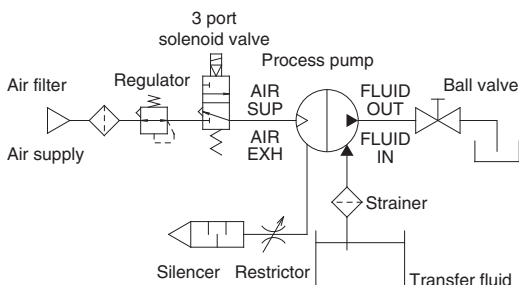 3 port
solenoid valve
Process pump
Air filter
Regulator
AIR
SUP
FLUID
OUT
Ball valve
Air supply
AIR
EXH
FLUID
IN
Strainer
Silencer
Restrictor
Transfer fluid